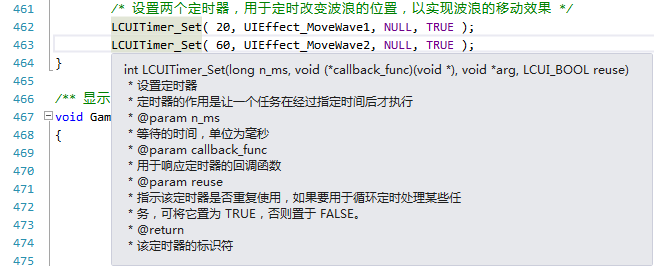 461 /* 设置两个定时器，用于定时改变波浪的位置，以实现波浪的移动效果 */
462 LCUITimer_Set( 20, UIEffect_MoveWave1, NULL, TRUE );
463 LCUITimer_Set( 60, UIEffect_MoveWave2, NULL, TRUE );
464 }
465
466 /** 显示
467 void Gam
468 {
469
470
471
472
473
474
475
int LCUITimer_Set(long n_ms, void (*callback_func)(void *), void *arg, LCUI_BOOL reuse)
* 设置定时器
* 定时器的作用是让一个任务在经过指定时间后才执行
* @param n_ms
* 等待的时间，单位为毫秒
* @param callback_func
* 用于响应定时器的回调函数
* @param reuse
* 指示该定时器是否重复使用，如果要用于循环定时处理某些任
* 务，可将它置为 TRUE，否则置于 FALSE。
* @return
* 该定时器的标识符